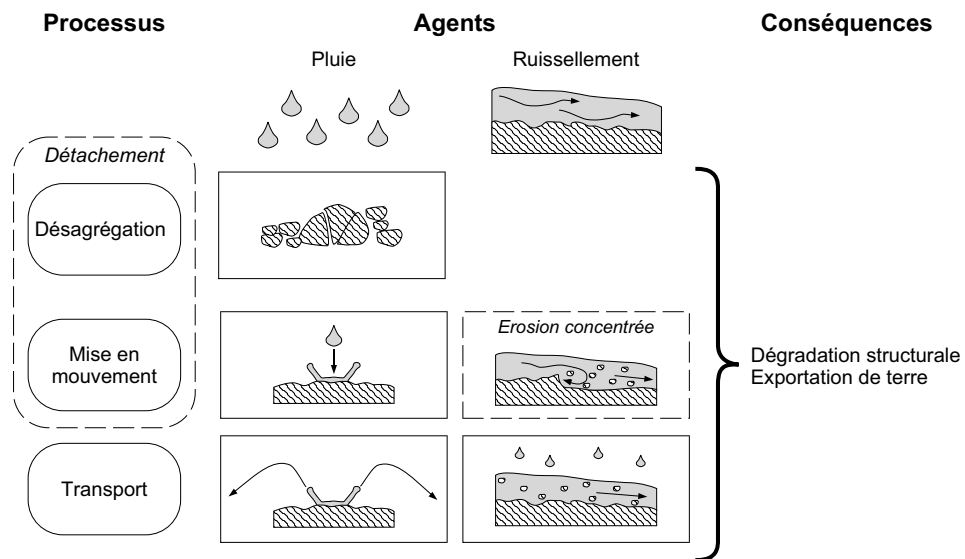 Processus
Agents
Conséquences
Pluie
Ruissellement
Détachement
Désagrégation
Mise en
mouvement
Erosion concentrée
Dégradation structurale
Exportation de terre
Transport